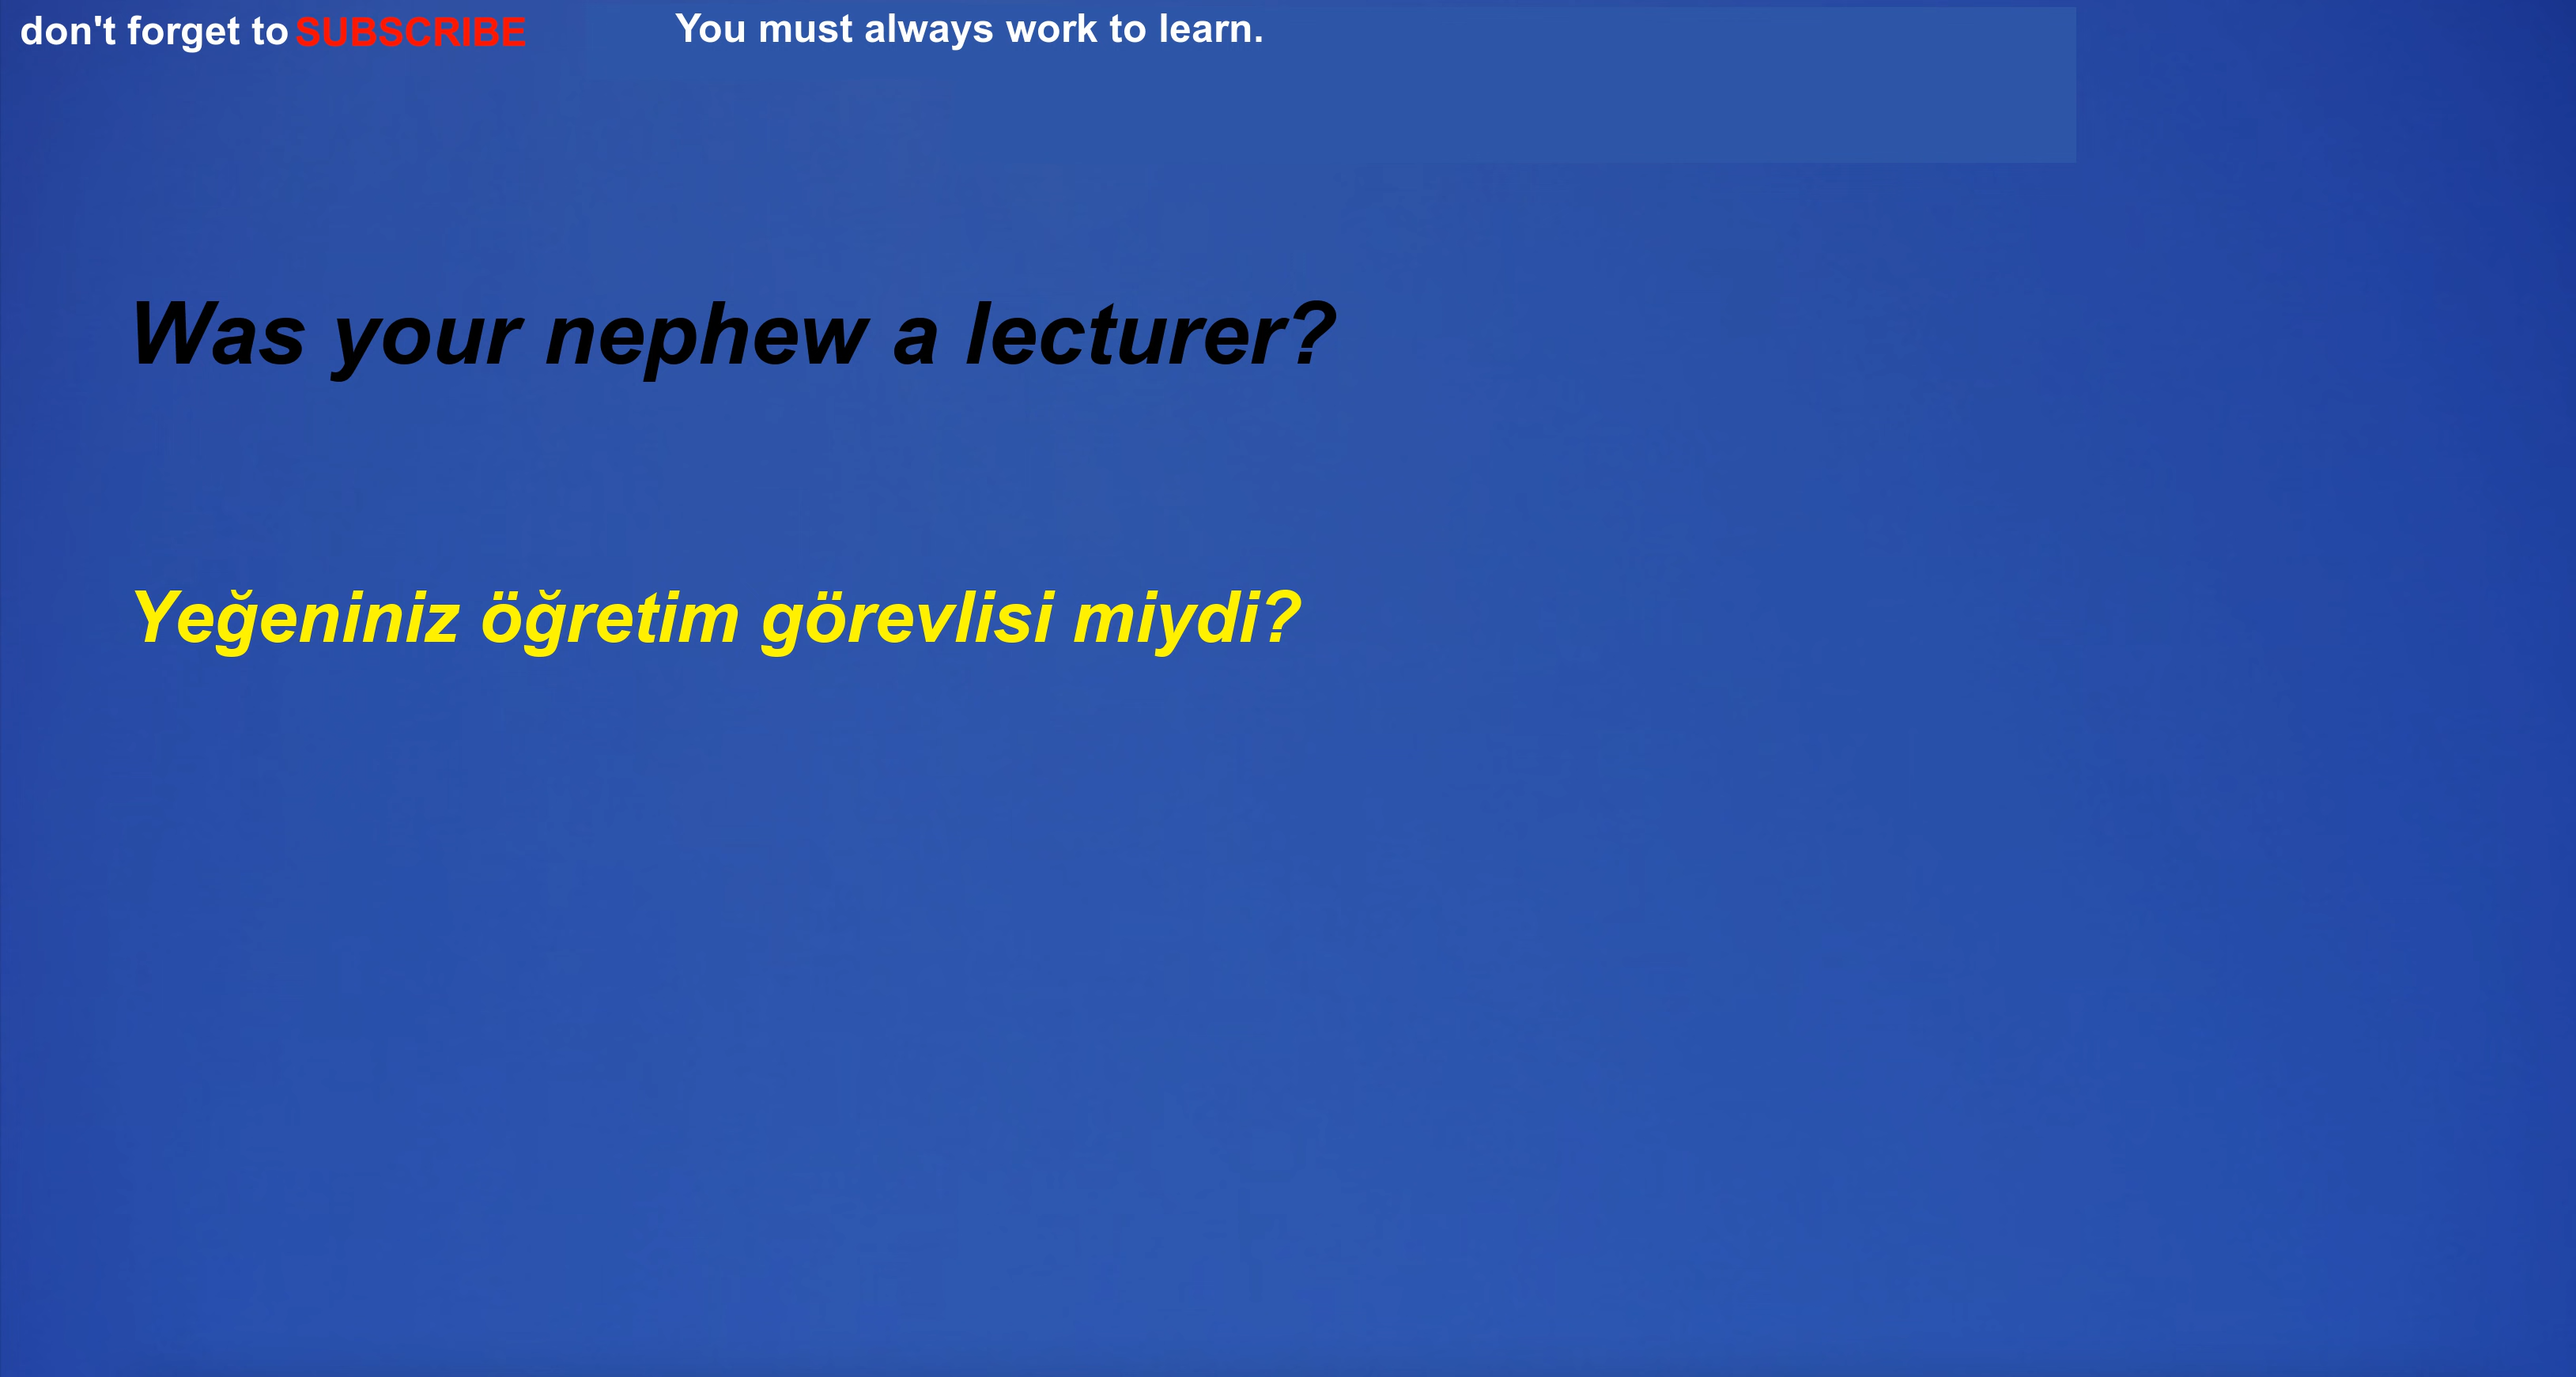 don't forget to SUBSCRIBE
You must always work to learn.
Was your nephew a lecturer?
Yeğeniniz öğretim görevlisi miydi?